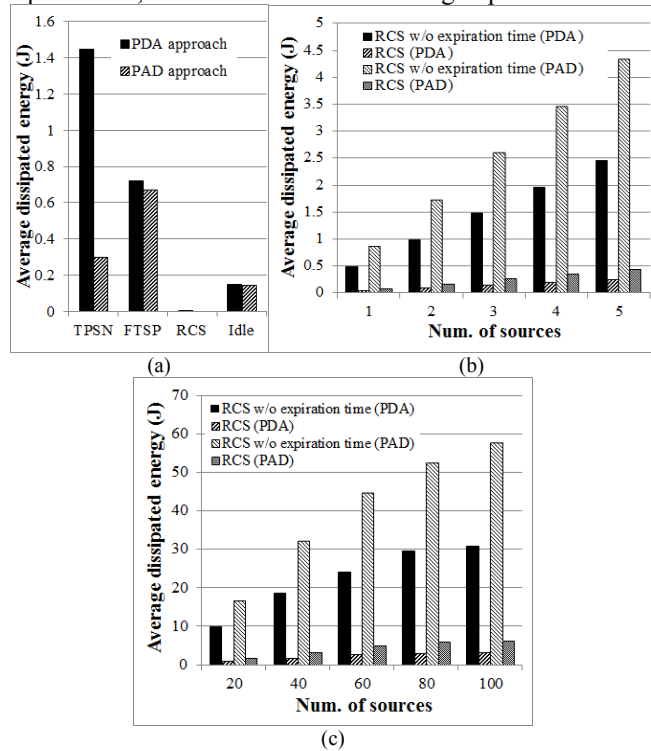 1.6
1.4
1.2
1
0.8
0.6
0.4
0.2
0
Average dissipated energy (J)
PDA approach
PAD approach
TPSN FTSP RCS Idle
(a)
5
4.5
4
3.5
3
2.5
2
1.5
1
0.5
0
Average dissipated energy (J)
RCS w/o expiration time (PDA)
RCS (PDA)
RCS w/o expiration time (PAD)
RCS (PAD)
1 2 3 4 5
Num. of sources
(b)
70
60
50
40
30
20
10
0
Average dissipated energy (J)
RCS w/o expiration time (PDA)
RCS (PDA)
RCS w/o expiration time (PAD)
RCS (PAD)
20 40 60 80 100
Num. of sources
(c)